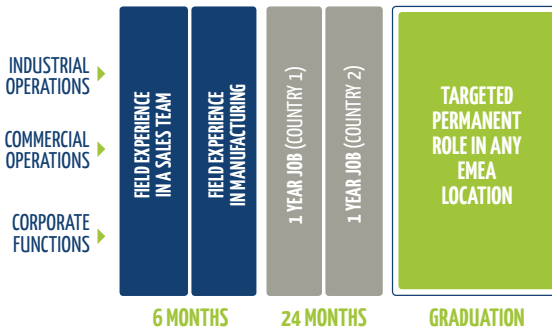 INDUSTRIAL
OPERATIONS
COMMERCIAL
OPERATIONS
CORPORATE
FUNCTIONS
FIELD EXPERIENCE
IN A SALES TEAM
FIELD EXPERIENCE
IN MANUFACTURING
1 YEAR JOB (COUNTRY 1)
1 YEAR JOB (COUNTRY 2)
TARGETED
PERMANENT
ROLE IN ANY
EMEA
LOCATION
6 MONTHS
24 MONTHS
GRADUATION